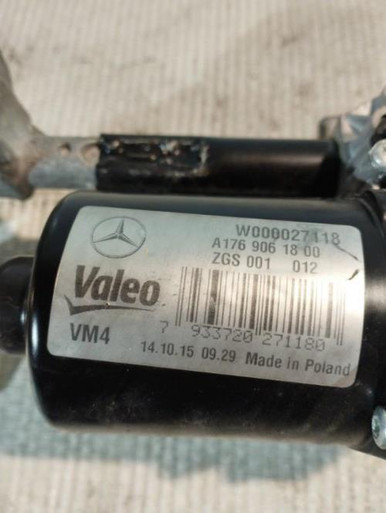 W000027118
A176 906 18 00
ZGS 001 012
Valeo
7 933720 271180
VM4
14.10.15 09.29 Made in Poland